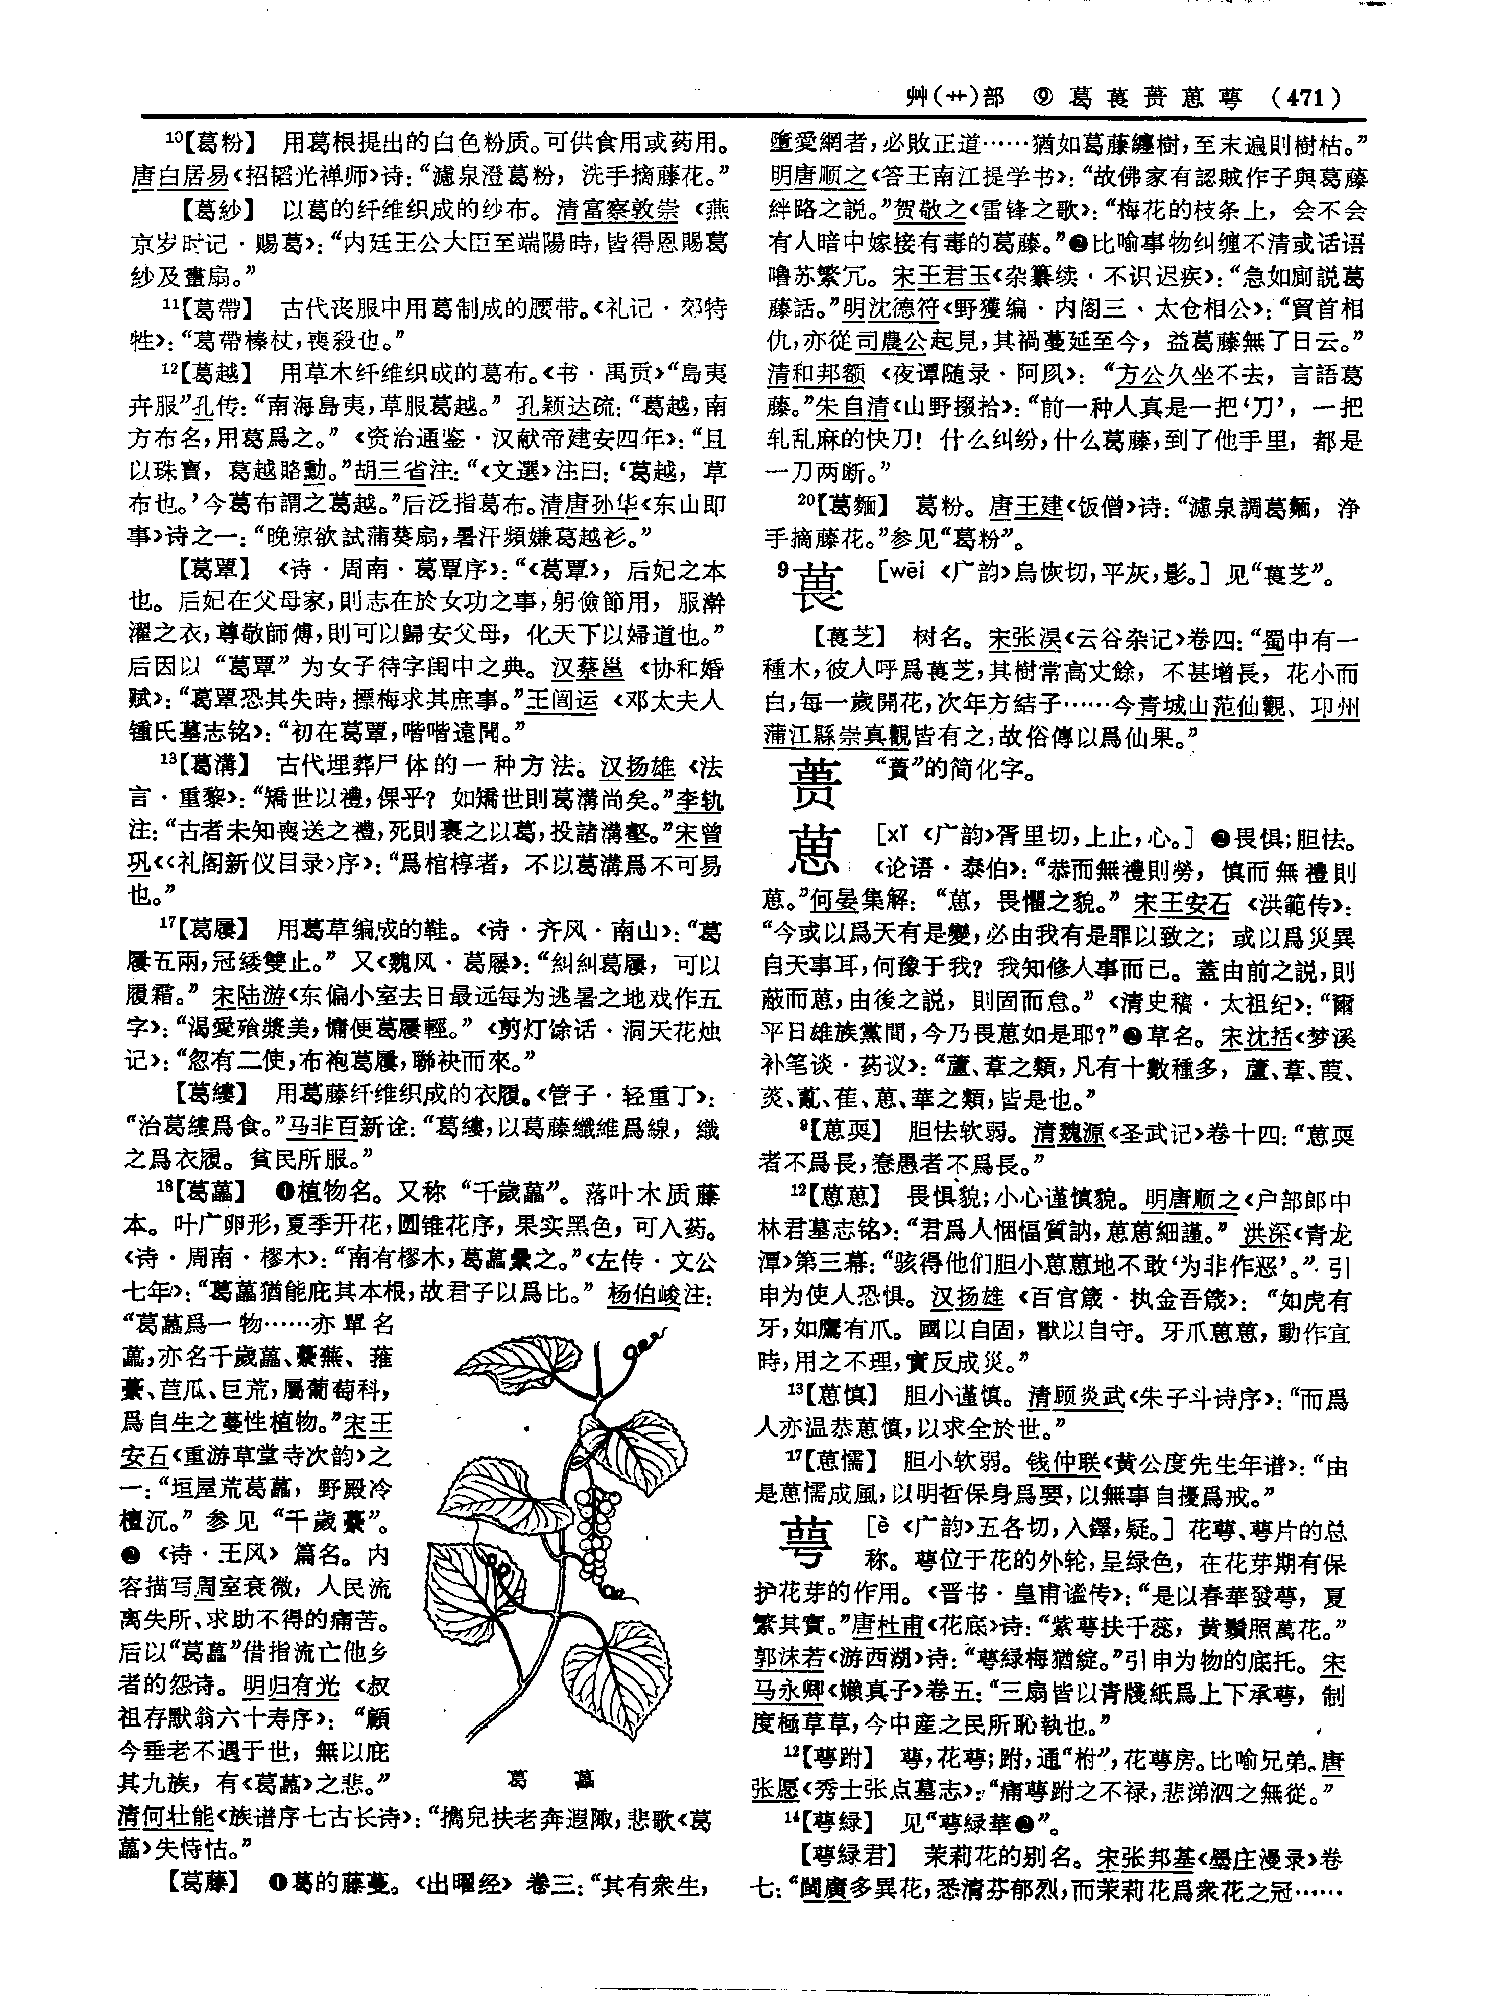 艸(艹)部 ⑨ 葛 葨 蒉 葸 萼 (471)
¹⁰【葛粉】 用葛根提出的白色粉质。可供食用或药用。
唐白居易《招韬光禅师》诗：“濾泉澄葛粉，洗手摘藤花。”
【葛紗】 以葛的纤维织成的纱布。清富察敦崇《燕
京岁时记·赐葛》：“内廷王公大臣至端陽時，皆得恩賜葛
紗及畫扇。”
¹¹【葛帶】 古代丧服中用葛制成的腰带。《礼记·郊特
牲》：“葛帶榛杖，喪殺也。”
¹²【葛越】 用草木纤维织成的葛布。《书·禹贡》“島夷
卉服”孔传：“南海島夷，草服葛越。” 孔颖达疏：“葛越，南
方布名，用葛爲之。”《资治通鉴·汉献帝建安四年》：“且
以珠寶，葛越賂勳。”胡三省注：“《文選》注曰：‘葛越，草
布也。’今葛布謂之葛越。”后泛指葛布。清唐孙华《东山即
事》诗之一：“晚涼欲試蒲葵扇，暑汗頻嫌葛越衫。”
【葛覃】 《诗·周南·葛覃序》：“《葛覃》，后妃之本
也。后妃在父母家，則志在於女功之事，躬儉節用，服澣
濯之衣，尊敬師傅，則可以歸安父母，化天下以婦道也。”
后因以“葛覃”为女子待字闺中之典。汉蔡邕《协和婚
赋》：“葛覃恐其失時，摽梅求其庶事。”王闿运《邓太夫人
锺氏墓志铭》：“初在葛覃，喈喈遠聞。”
¹³【葛溝】 古代埋葬尸体的一种方法。汉扬雄《法
言·重黎》：“矯世以禮，倮乎？如矯世則葛溝尚矣。”李轨
注：“古者未知喪送之禮，死則裹之以葛，投諸溝壑。”宋曾
巩《〈礼阁新仪目录〉序》：“爲棺椁者，不以葛溝爲不可易
也。”
¹⁷【葛屨】 用葛草编成的鞋。《诗·齐风·南山》：“葛
屨五兩，冠緌雙止。” 又《魏风·葛屦》：“糾糾葛屨，可以
履霜。”宋陆游《东偏小室去日最远每为逃暑之地戏作五
字》：“渴愛飱漿美，慵便葛屨輕。”《剪灯馀话·洞天花烛
记》：“忽有二使，布袍葛屨，聯袂而來。”
【葛缕】 用葛藤纤维织成的衣履。《管子·轻重丁》：
“治葛缕爲食。”马非百新诠：“葛縷，以葛藤纖維爲線，織
之爲衣履。貧民所服。”
¹⁸【葛藟】 ❶植物名。又称“千歲藟”。落叶木质藤
本。叶广卵形，夏季开花，圆锥花序，果实黑色，可入药。
《诗·周南·樛木》：“南有樛木，葛藟纍之。”《左传·文公
七年》：“葛藟猶能庇其本根，故君子以爲比。”杨伯峻注：
“葛藟爲一物……亦單名
藟，亦名千歲藟、虆蕪、蓷
虆、苣瓜、巨荒，屬葡萄科，
爲自生之蔓性植物。”宋王
安石《重游草堂寺次韵》之
一：“垣屋荒葛藟，野殿冷
檀沉。”参见“千歲虆”。
❷《诗·王风》篇名。内
容描写周室衰微，人民流
离失所、求助不得的痛苦。
后以“葛藟”借指流亡他乡
者的怨诗。明归有光《叔
祖存默翁六十寿序》：“顧
今垂老不遇于世，無以庇
其九族，有《葛藟》之悲。”
葛 藟
清何壮能《族谱序七古长诗》：“擕兒扶老奔遐陬，悲歌《葛
藟》失恃怙。”
【葛藤】 ❶葛的藤蔓。《出曜经》卷三：“其有衆生，
墮愛網者，必敗正道……猶如葛藤纏樹，至末遍則樹枯。”
明唐顺之《答王南江提学书》：“故佛家有認賊作子與葛藤
絆路之説。”贺敬之《雷锋之歌》：“梅花的枝条上，会不会
有人暗中嫁接有毒的葛藤。”❷比喻事物纠缠不清或话语
噜苏繁冗。宋王君玉《杂纂续·不识迟疾》：“急如廁説葛
藤話。”明沈德符《野獲编·内阁三·太仓相公》：“貿首相
仇，亦從司農公起見，其禍蔓延至今，益葛藤無了日云。”
清和邦额《夜谭随录·阿凤》：“方公久坐不去，言語葛
藤。”朱自清《山野掇拾》：“前一种人真是一把‘刀’，一把
轧乱麻的快刀！什么纠纷，什么葛藤，到了他手里，都是
一刀两断。”
²⁰【葛麵】 葛粉。唐王建《饭僧》诗：“濾泉調葛麵，净
手摘藤花。”参见“葛粉”。
⁹葨 [wēi 《广韵》烏恢切，平灰，影。] 见“葨芝”。
【葨芝】 树名。宋张淏《云谷杂记》卷四：“蜀中有一
種木，彼人呼爲葨芝，其樹常高丈餘，不甚增長，花小而
白，每一歲開花，次年方結子……今青城山范仙觀、邛州
蒲江縣崇真觀皆有之，故俗傳以爲仙果。”
蒉 “蕢”的简化字。
葸 [xǐ 《广韵》胥里切，上止，心。] ❶畏惧；胆怯。
《论语·泰伯》：“恭而無禮則勞，慎而無禮則
葸。”何晏集解：“葸，畏懼之貌。”宋王安石《洪範传》：
“今或以爲天有是變，必由我有是罪以致之；或以爲災異
自天事耳，何豫于我？我知修人事而已。蓋由前之説，則
蔽而葸，由後之説，則固而怠。”《清史稿·太祖纪》：“爾
平日雄族黨間，今乃畏葸如是耶？”❷草名。宋沈括《梦溪
补笔谈·药议》：“蘆、葦之類，凡有十數種多，蘆、葦、葭、
菼、薍、萑、葸、華之類，皆是也。”
⁹【葸耎】 胆怯软弱。清魏源《圣武记》卷十四：“葸耎
者不爲長，惷愚者不爲長。”
¹²【葸葸】 畏惧貌；小心谨慎貌。明唐顺之《户部郎中
林君墓志铭》：“君爲人悃愊質訥，葸葸細謹。”洪深《青龙
潭》第三幕：“骇得他们胆小葸葸地不敢‘为非作恶’。”引
申为使人恐惧。汉扬雄《百官箴·执金吾箴》：“如虎有
牙，如鷹有爪。國以自固，獸以自守。牙爪葸葸，動作宜
時，用之不理，實反成災。”
¹³【葸慎】 胆小谨慎。清顾炎武《朱子斗诗序》：“而爲
人亦温恭葸慎，以求全於世。”
¹⁷【葸懦】 胆小软弱。钱仲联《黄公度先生年谱》：“由
是葸懦成風，以明哲保身爲要，以無事自擾爲戒。”
萼 [è 《广韵》五各切，入鐸，疑。] 花萼、萼片的总
称。萼位于花的外轮，呈绿色，在花芽期有保
护花芽的作用。《晋书·皇甫谧传》：“是以春華發萼，夏
繁其實。”唐杜甫《花底》诗：“紫萼扶千蕊，黄鬚照萬花。”
郭沫若《游西湖》诗：“萼緑梅猶綻。”引申为物的底托。宋
马永卿《嬾真子》卷五：“三扇皆以青牋紙爲上下承萼，制
度極草草，今中産之民所恥執也。”
¹²【萼跗】 萼，花萼；跗，通“柎”，花萼房。比喻兄弟。唐
张愿《秀士张点墓志》：“痛萼跗之不禄，悲涕泗之無從。”
¹⁴【萼緑】 见“萼緑華❷”。
【萼緑君】 茉莉花的别名。宋张邦基《墨庄漫录》卷
七：“閩廣多異花，悉清芬郁烈，而茉莉花爲衆花之冠……